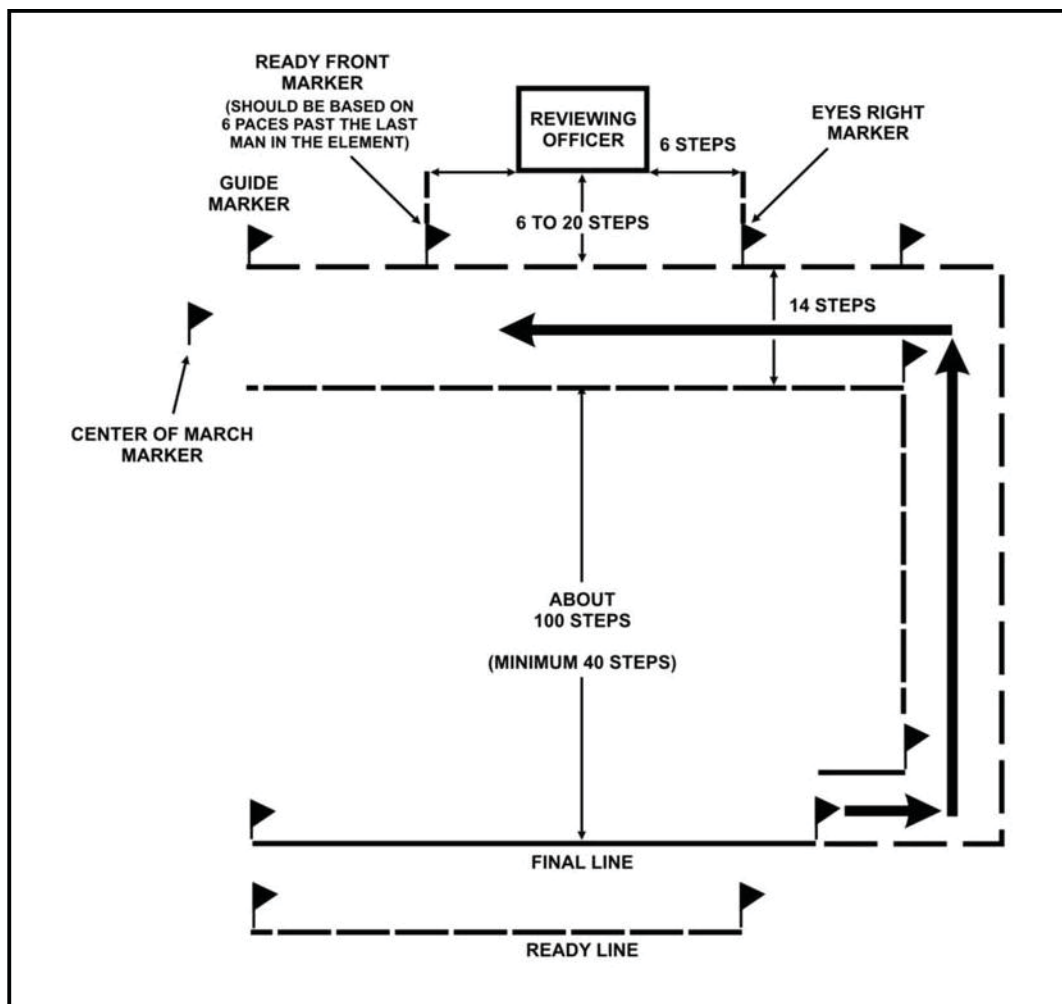 READY FRONT
MARKER
(SHOULD BE BASED ON
6 PACES PAST THE LAST
MAN IN THE ELEMENT)
REVIEWING
OFFICER
EYES RIGHT
MARKER
6 STEPS
GUIDE
MARKER
6 TO 20 STEPS
14 STEPS
CENTER OF MARCH
MARKER
ABOUT
100 STEPS
(MINIMUM 40 STEPS)
FINAL LINE
READY LINE